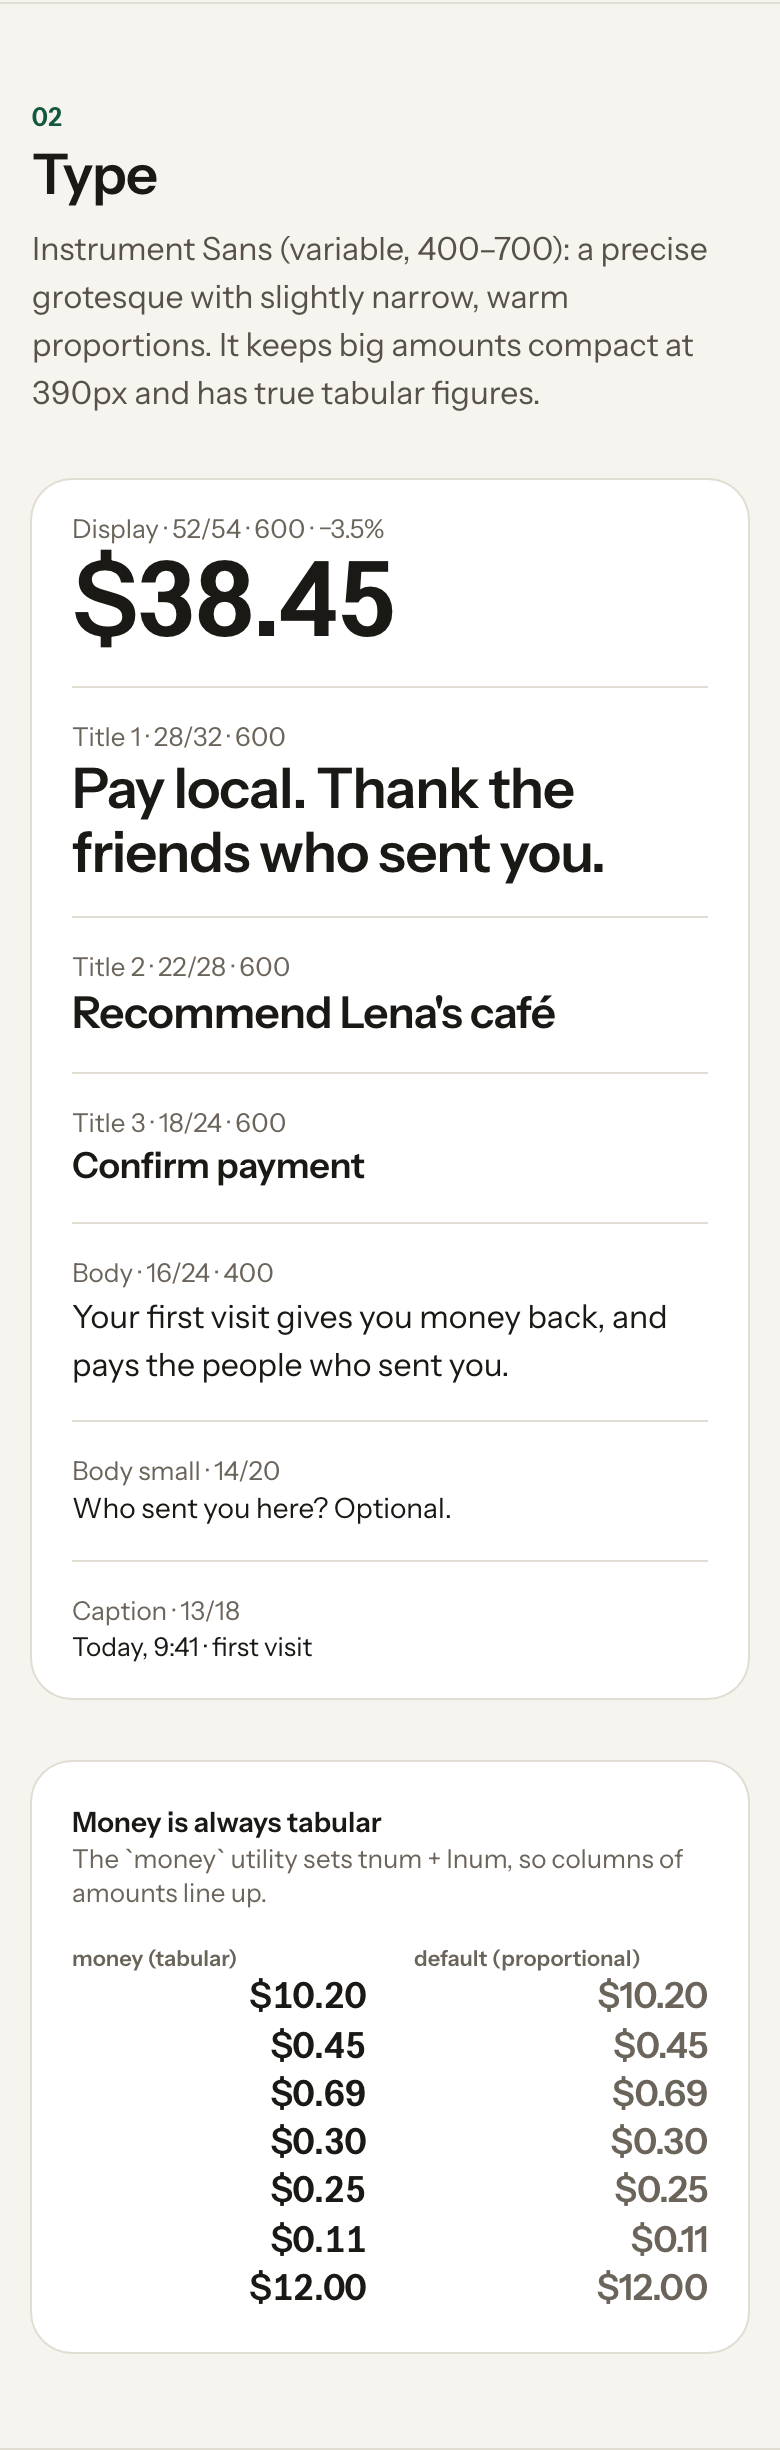 02
Type
Instrument Sans (variable, 400–700): a precise
grotesque with slightly narrow, warm
proportions. It keeps big amounts compact at
390px and has true tabular figures.
Display · 52/54 · 600 · −3.5%
$38.45
Title 1 · 28/32 · 600
Pay local. Thank the
friends who sent you.
Title 2 · 22/28 · 600
Recommend Lena's café
Title 3 · 18/24 · 600
Confirm payment
Body · 16/24 · 400
Your first visit gives you money back, and
pays the people who sent you.
Body small · 14/20
Who sent you here? Optional.
Caption · 13/18
Today, 9:41 · first visit
Money is always tabular
The `money` utility sets tnum + lnum, so columns of
amounts line up.
money (tabular) default (proportional)
$10.20 $10.20
$0.45 $0.45
$0.69 $0.69
$0.30 $0.30
$0.25 $0.25
$0.11 $0.11
$12.00 $12.00